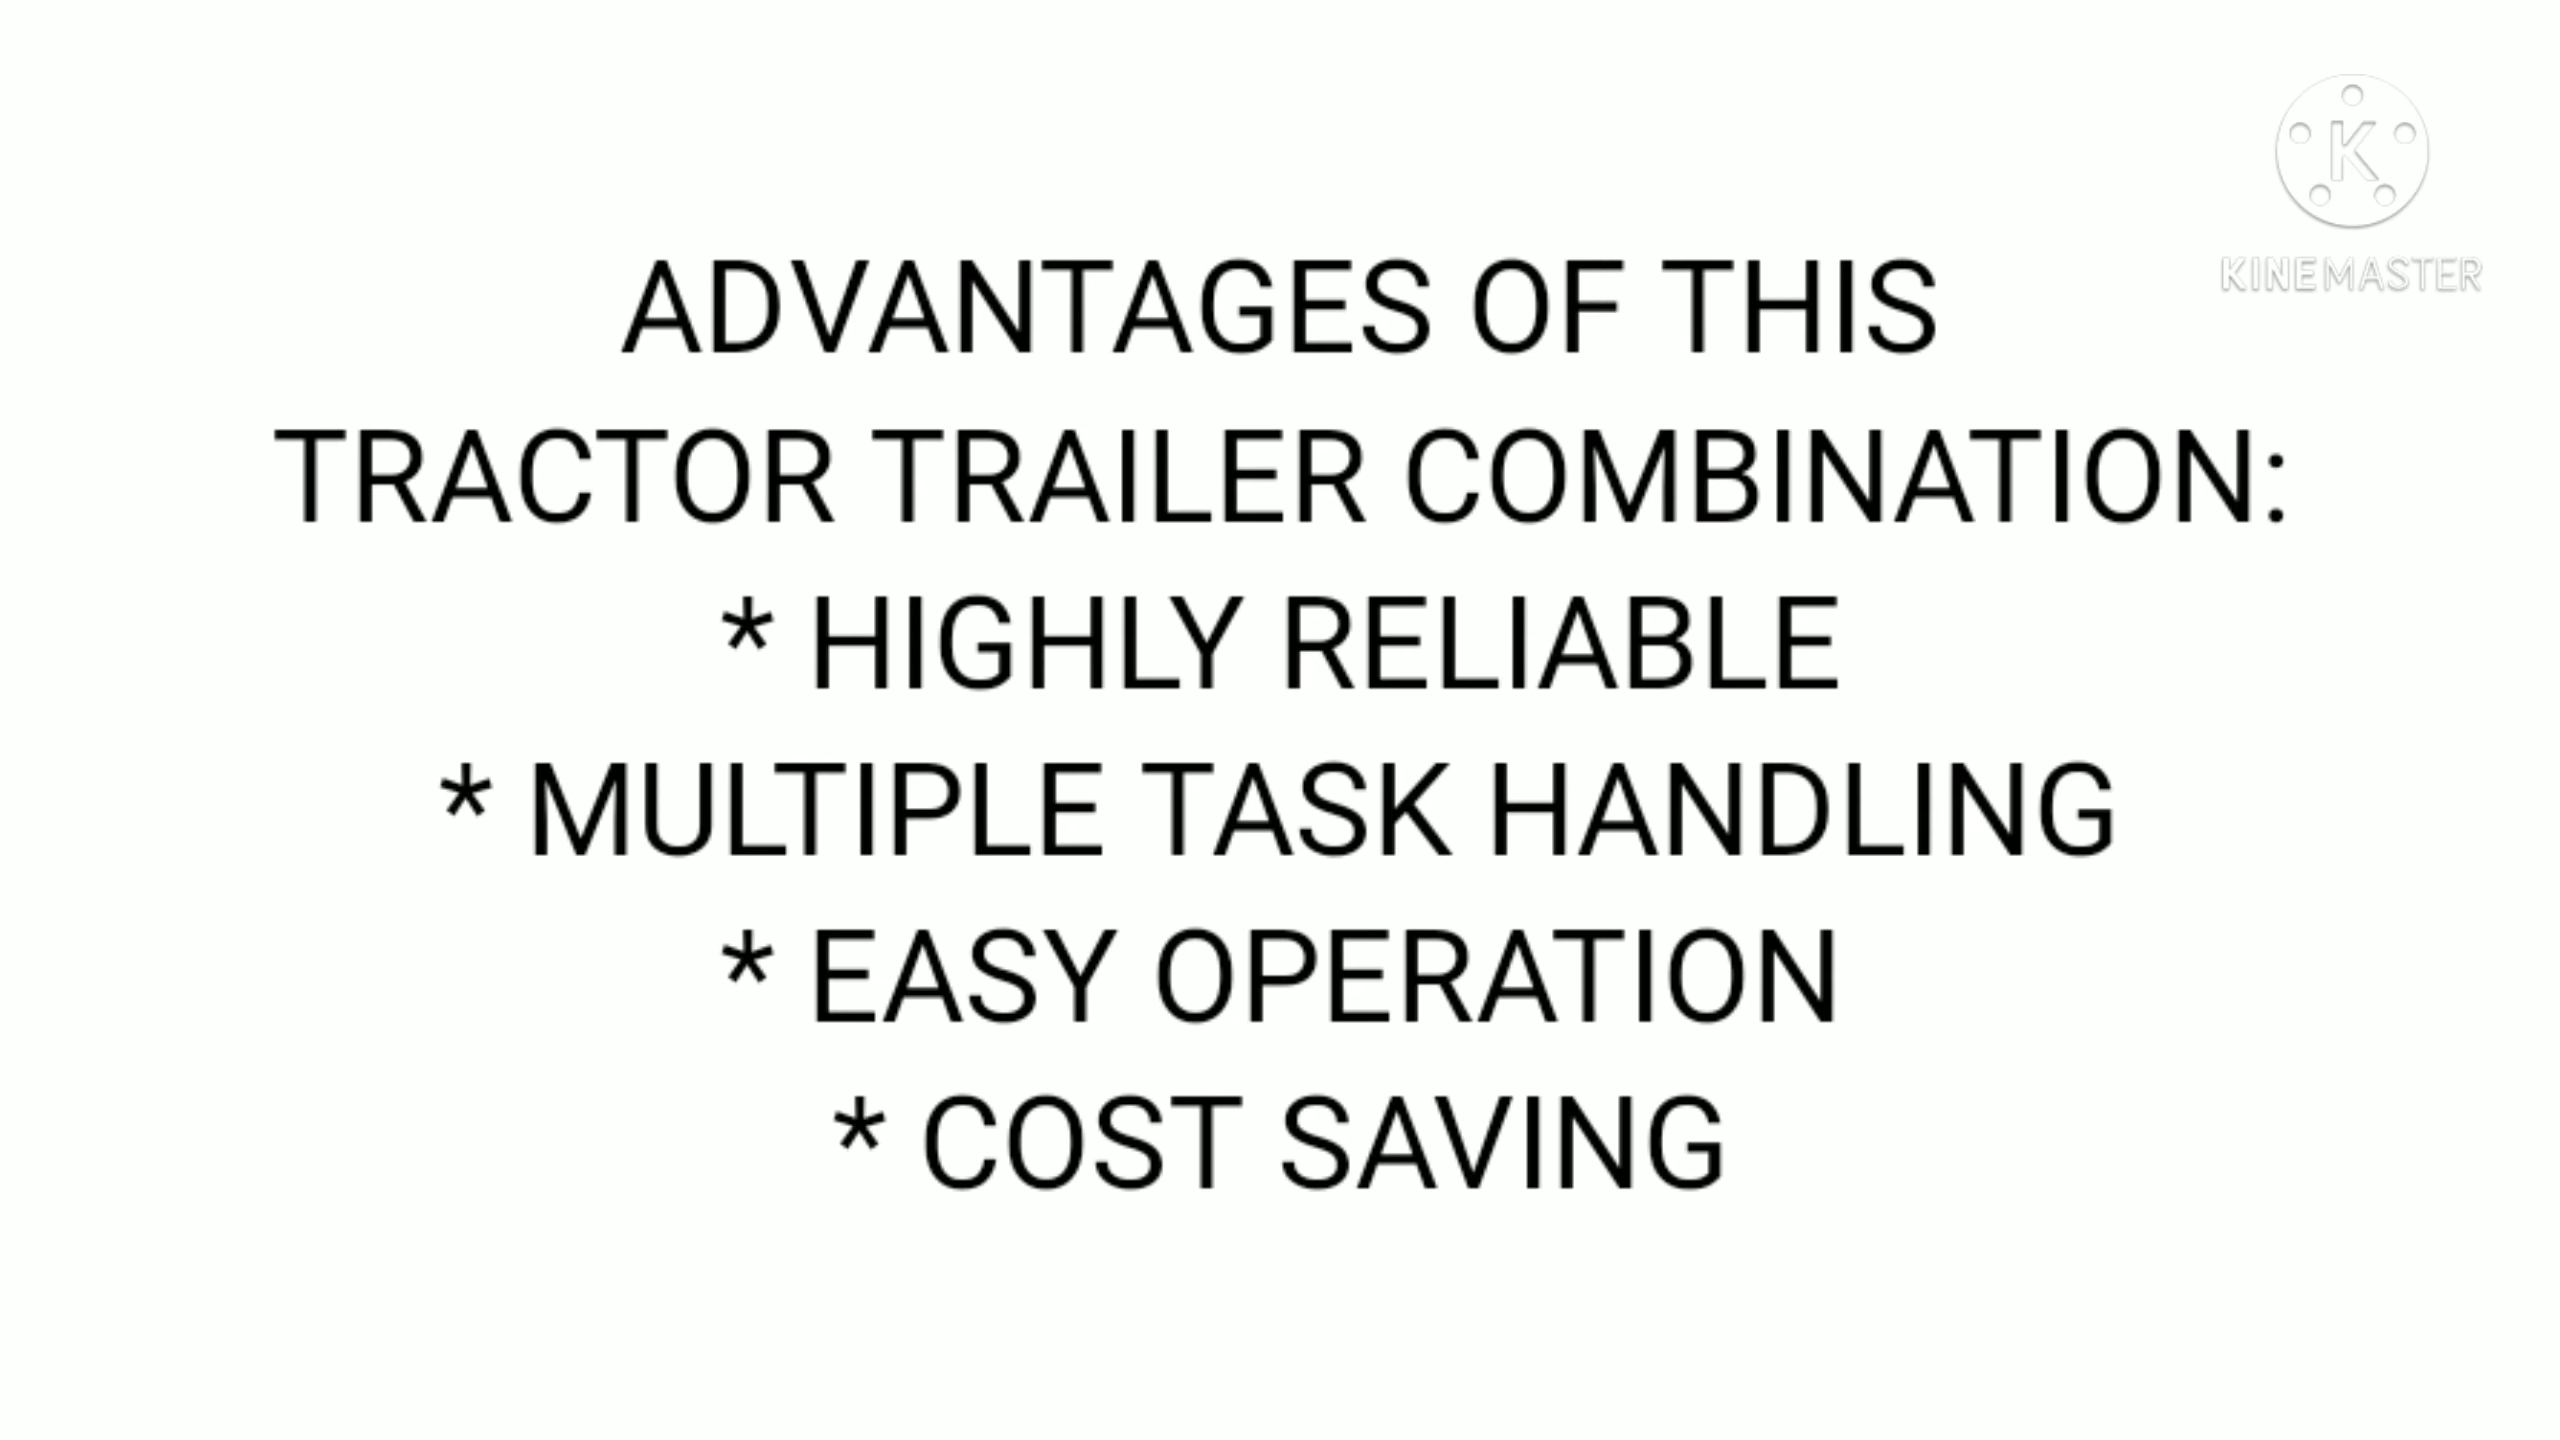 ADVANTAGES OF THIS
TRACTOR TRAILER COMBINATION:
* HIGHLY RELIABLE
* MULTIPLE TASK HANDLING
* EASY OPERATION
* COST SAVING
K
KINEMASTER